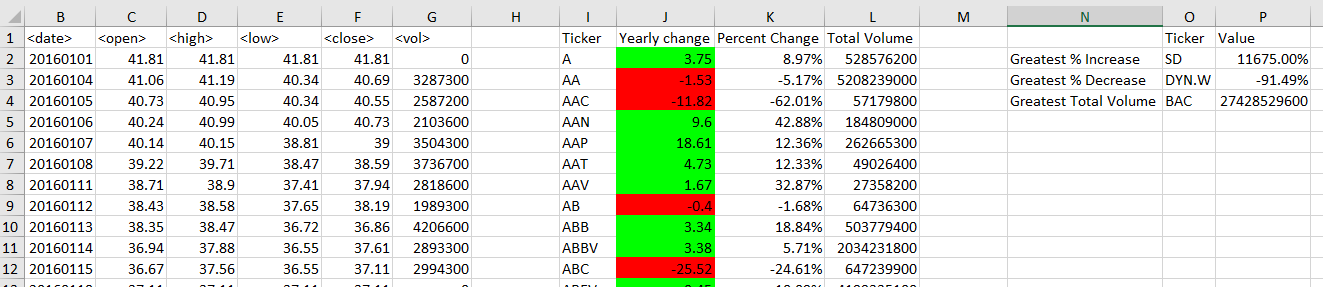 B C D E F G H I J K L M N O P
1 <date> <open> <high> <low> <close> <vol> Ticker Yearly change Percent Change Total Volume Ticker Value
2 20160101 41.81 41.81 41.81 41.81 0 A 3.75 8.97% 528576200 Greatest % Increase SD 11675.00%
3 20160104 41.06 41.19 40.34 40.69 3287300 AA -1.53 -5.17% 5208239000 Greatest % Decrease DYN.W -91.49%
4 20160105 40.73 40.95 40.34 40.55 2587200 AAC -11.82 -62.01% 57179800 Greatest Total Volume BAC 27428529600
5 20160106 40.24 40.99 40.05 40.73 2103600 AAN 9.6 42.88% 184809000
6 20160107 40.14 40.15 38.81 39 3504300 AAP 18.61 12.36% 262665300
7 20160108 39.22 39.71 38.47 38.59 3736700 AAT 4.73 12.33% 49026400
8 20160111 38.71 38.9 37.41 37.94 2818600 AAV 1.67 32.87% 27358200
9 20160112 38.43 38.58 37.65 38.19 1989300 AB -0.4 -1.68% 64736300
10 20160113 38.35 38.47 36.72 36.86 4206600 ABB 3.34 18.84% 503779400
11 20160114 36.94 37.88 36.55 37.61 2893300 ABBV 3.38 5.71% 2034231800
12 20160115 36.67 37.56 36.55 37.11 2994300 ABC -25.52 -24.61% 647239900